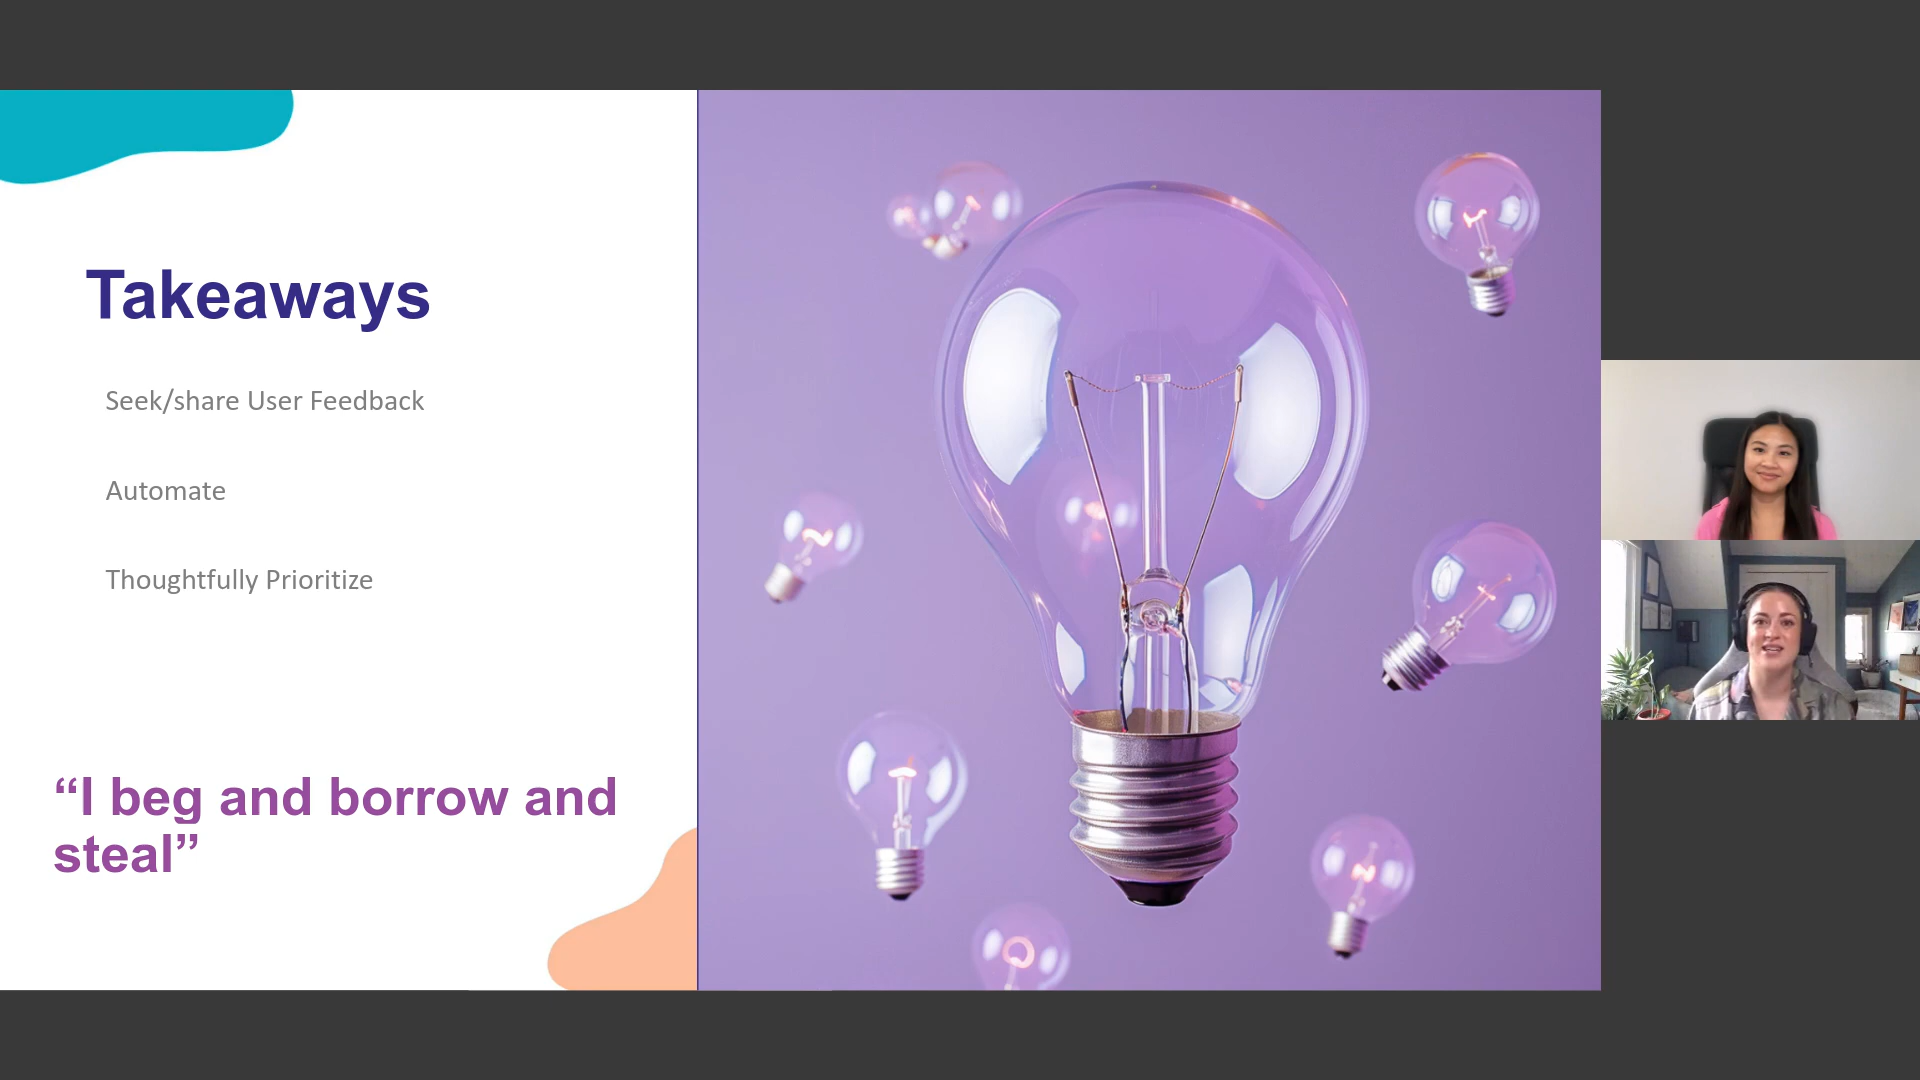 Takeaways
Seek/share User Feedback
Automate
Thoughtfully Prioritize
“I beg and borrow and
steal”